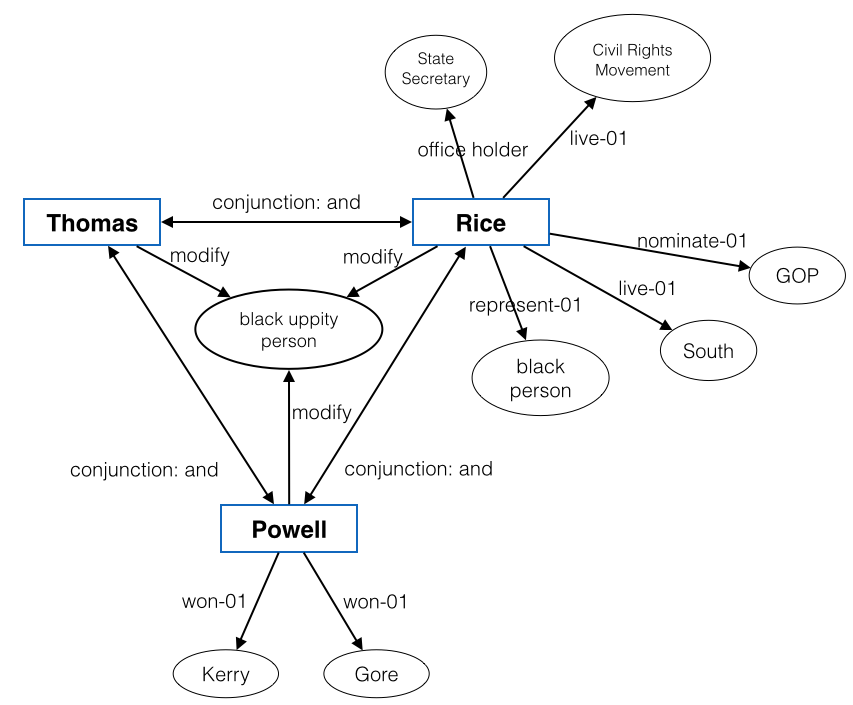 State
Secretary
Civil Rights
Movement
office holder
live-01
conjunction: and
Thomas
Rice
modify
modify
nominate-01
GOP
live-01
represent-01
black uppity
person
South
black
person
modify
conjunction: and
conjunction: and
Powell
won-01
won-01
Kerry
Gore